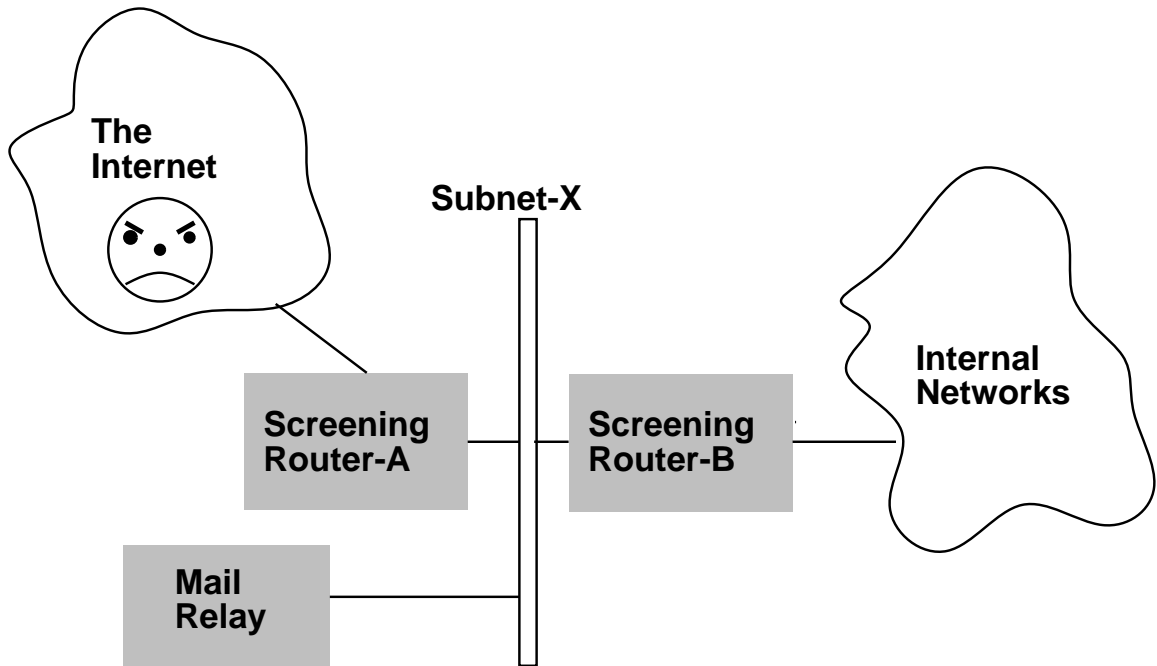 The
Internet
Subnet-X
Screening
Router-A
Screening
Router-B
Internal
Networks
Mail
Relay